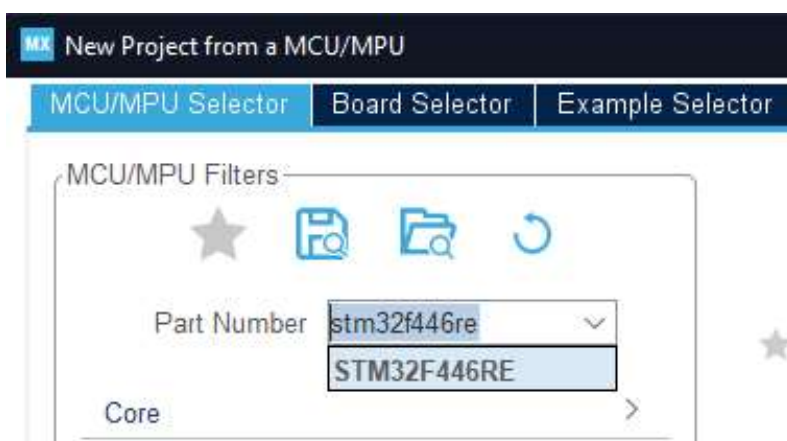 MX New Project from a MCU/MPU
MCU/MPU Selector Board Selector Example Selector
MCU/MPU Filters
Part Number stm32f446re
STM32F446RE
Core